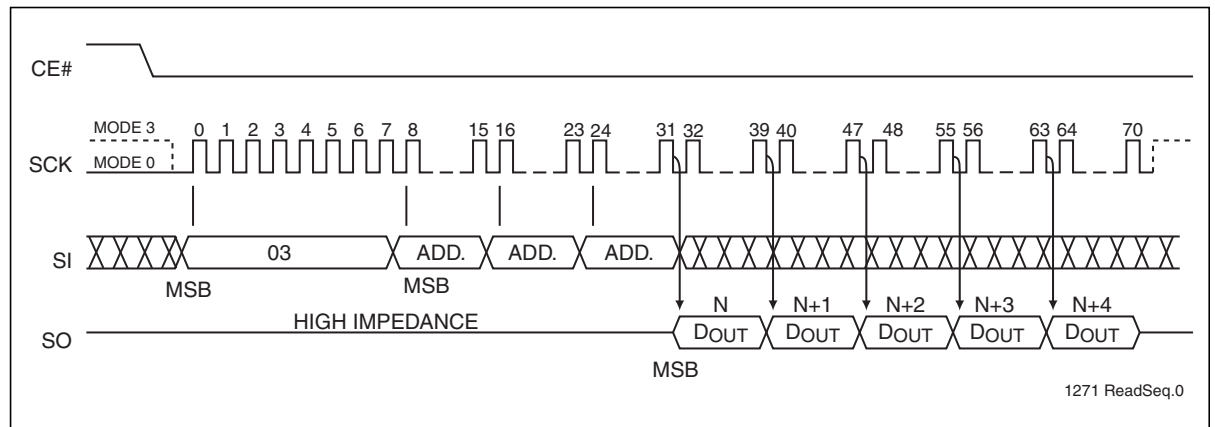 CE#
MODE 3 0 1 2 3 4 5 6 7 8 15 16 23 24 31 32 39 40 47 48 55 56 63 64 70
SCK MODE 0
SI 03 ADD. ADD. ADD.
MSB MSB
HIGH IMPEDANCE N N+1 N+2 N+3 N+4
SO DOUT DOUT DOUT DOUT DOUT
MSB
1271 ReadSeq.0